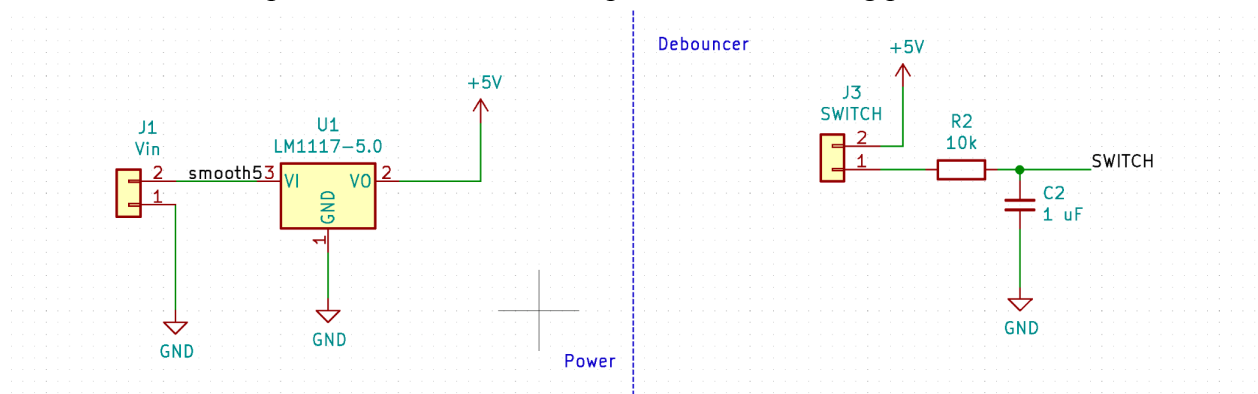 Debouncer
+5V
+5V
J3
SWITCH
J1
Vin
U1
LM1117-5.0
R2
10k
2
1
SWITCH
2
1
smooth5
3
VI
VO
2
GND
1
C2
1 uF
GND
GND
GND
Power